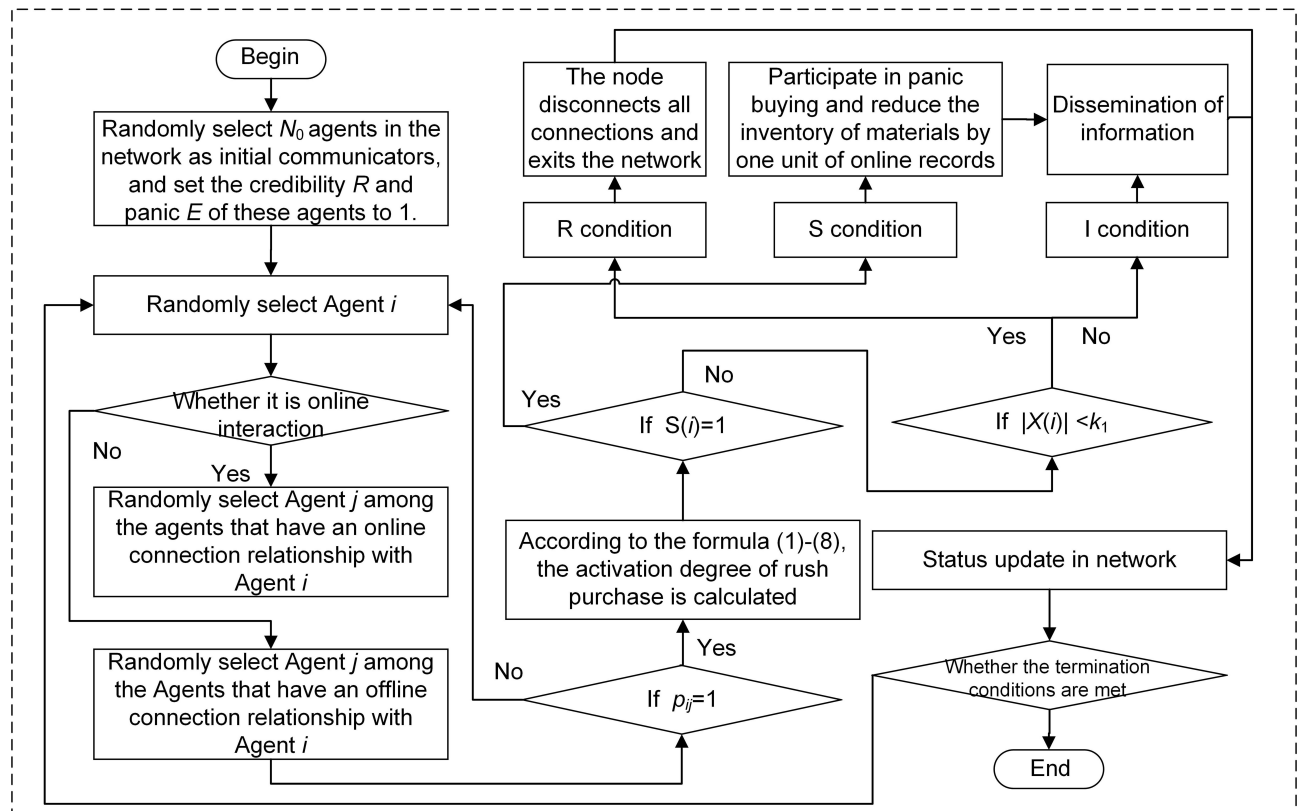 Begin
Randomly select N0 agents in the
network as initial communicators,
and set the credibility R and
panic E of these agents to 1.
Randomly select Agent i
Whether it is online
interaction
No
Yes
Randomly select Agent j among
the agents that have an online
connection relationship with
Agent i
Randomly select Agent j among
the Agents that have an offline
connection relationship with
Agent i
The node
disconnects all
connections and
exits the network
Participate in panic
buying and reduce the
inventory of materials by
one unit of online records
Dissemination of
information
R condition
S condition
I condition
Yes
No
No
Yes
If S(i)=1
If |X(i)| <k1
According to the formula (1)-(8),
the activation degree of rush
purchase is calculated
Yes
No
If pij=1
Status update in network
Whether the termination
conditions are met
End